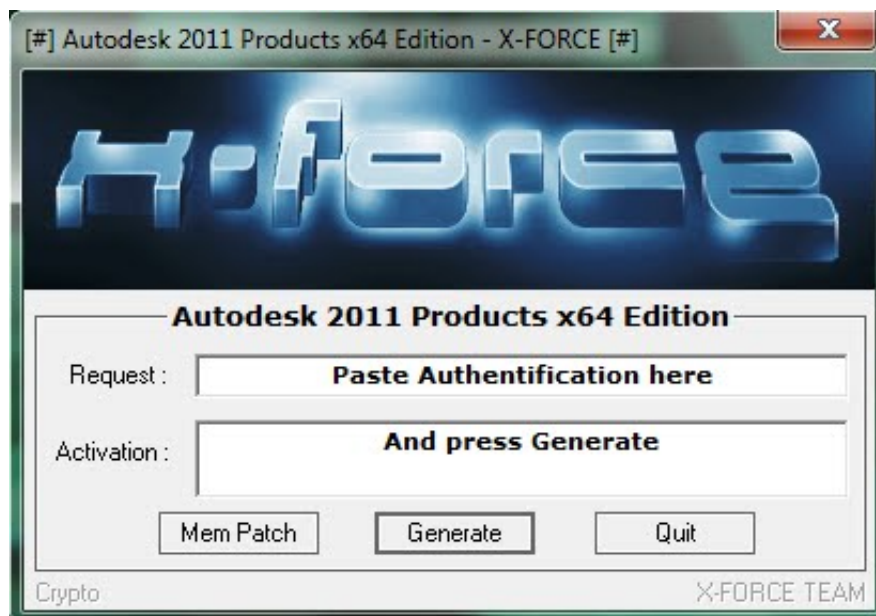 [#] Autodesk 2011 Products x64 Edition - X-FORCE [#]
x
X-force
Autodesk 2011 Products x64 Edition
Request :
Paste Authentification here
Activation :
And press Generate
Mem Patch
Generate
Quit
Crypto
X-FORCE TEAM